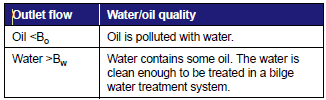 Outlet flow Water/oil quality
Oil <Bo Oil is polluted with water.
Water >Bw Water contains some oil. The water is
clean enough to be treated in a bilge
water treatment system.